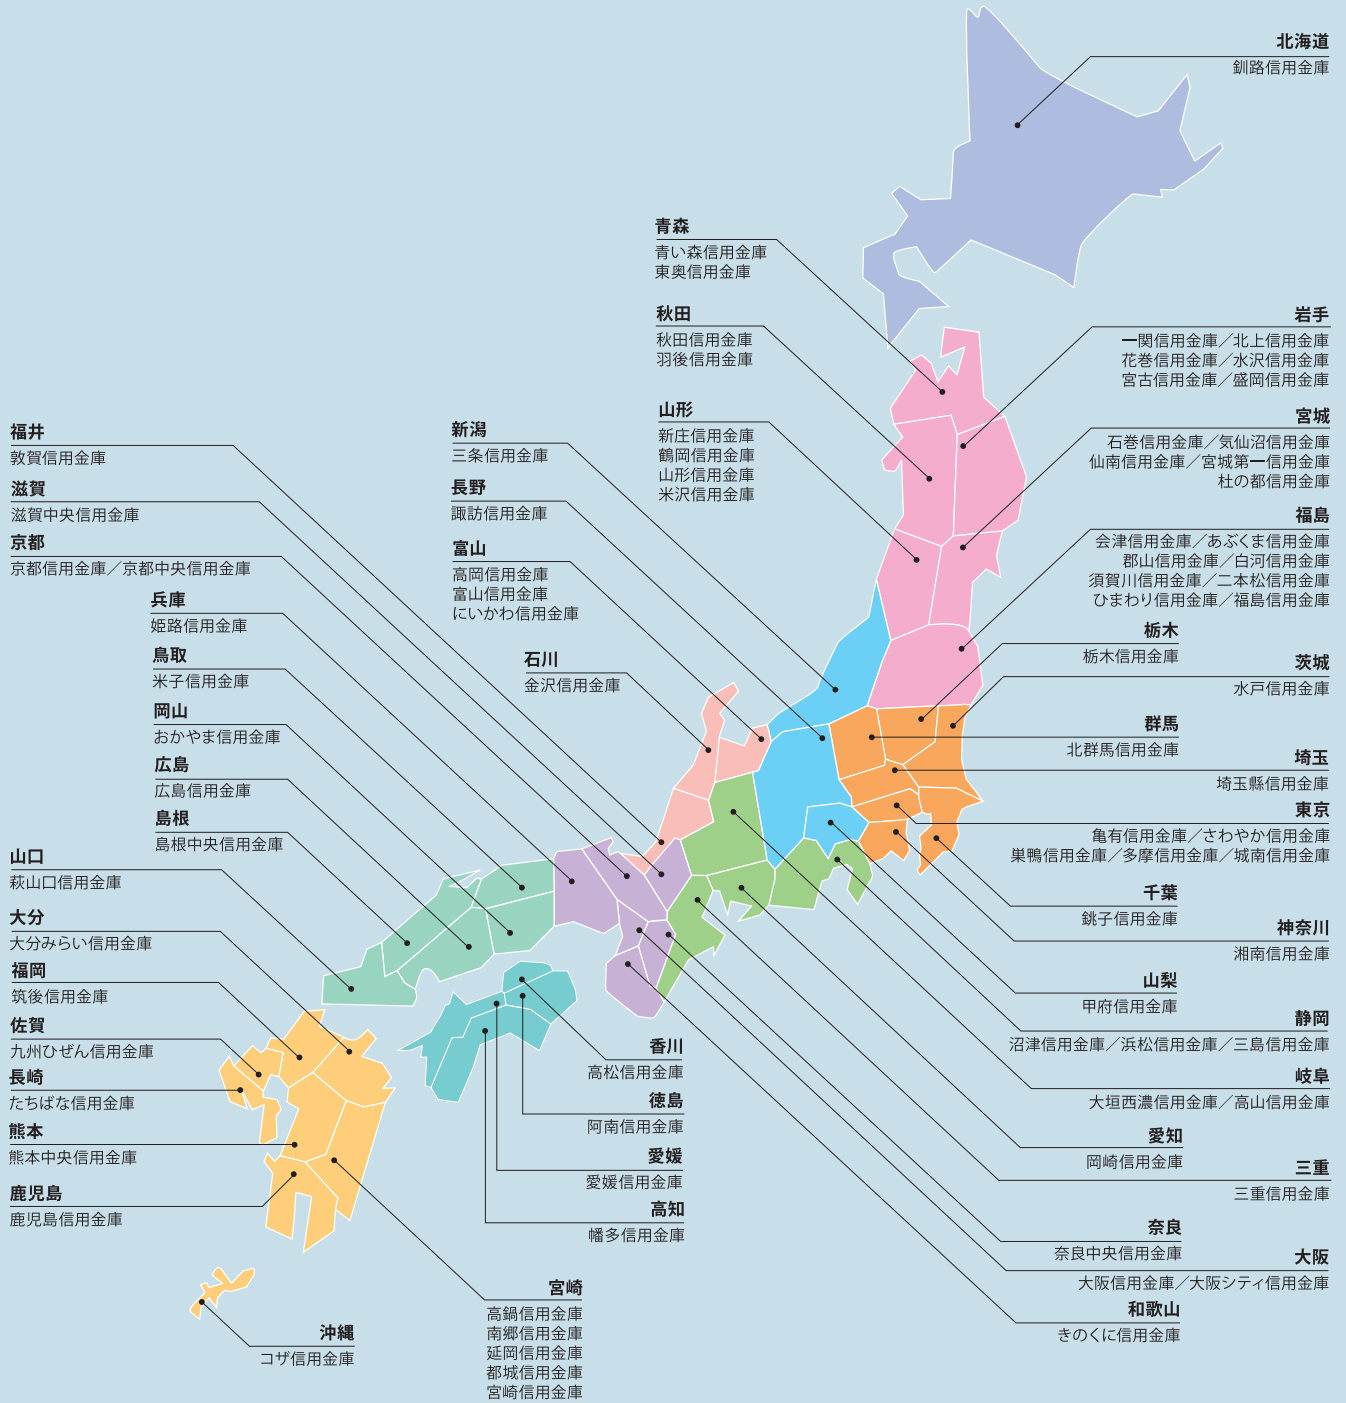 北海道
釧路信用金庫
青森
青い森信用金庫
東奥信用金庫
秋田
秋田信用金庫
羽後信用金庫
山形
新庄信用金庫
鶴岡信用金庫
山形信用金庫
米沢信用金庫
岩手
一関信用金庫／北上信用金庫
花巻信用金庫／水沢信用金庫
宮古信用金庫／盛岡信用金庫
宮城
石巻信用金庫／気仙沼信用金庫
仙南信用金庫／宮城第一信用金庫
杜の都信用金庫
福島
会津信用金庫／あぶくま信用金庫
郡山信用金庫／白河信用金庫
須賀川信用金庫／二本松信用金庫
ひまわり信用金庫／福島信用金庫
栃木
栃木信用金庫
茨城
水戸信用金庫
群馬
北群馬信用金庫
埼玉
埼玉縣信用金庫
東京
亀有信用金庫／さわやか信用金庫
巣鴨信用金庫／多摩信用金庫／城南信用金庫
千葉
銚子信用金庫
神奈川
湘南信用金庫
山梨
甲府信用金庫
静岡
沼津信用金庫／浜松信用金庫／三島信用金庫
岐阜
大垣西濃信用金庫／高山信用金庫
愛知
岡崎信用金庫
三重
三重信用金庫
奈良
奈良中央信用金庫
大阪
大阪信用金庫／大阪シティ信用金庫
和歌山
きのくに信用金庫
新潟
三条信用金庫
長野
諏訪信用金庫
富山
高岡信用金庫
富山信用金庫
にいかわ信用金庫
石川
金沢信用金庫
福井
敦賀信用金庫
滋賀
滋賀中央信用金庫
京都
京都信用金庫／京都中央信用金庫
兵庫
姫路信用金庫
鳥取
米子信用金庫
岡山
おかやま信用金庫
広島
広島信用金庫
島根
島根中央信用金庫
山口
萩山口信用金庫
大分
大分みらい信用金庫
福岡
筑後信用金庫
佐賀
九州ひぜん信用金庫
長崎
たちばな信用金庫
熊本
熊本中央信用金庫
鹿児島
鹿児島信用金庫
香川
高松信用金庫
徳島
阿南信用金庫
愛媛
愛媛信用金庫
高知
幡多信用金庫
宮崎
高鍋信用金庫
南郷信用金庫
延岡信用金庫
都城信用金庫
宮崎信用金庫
沖縄
コザ信用金庫